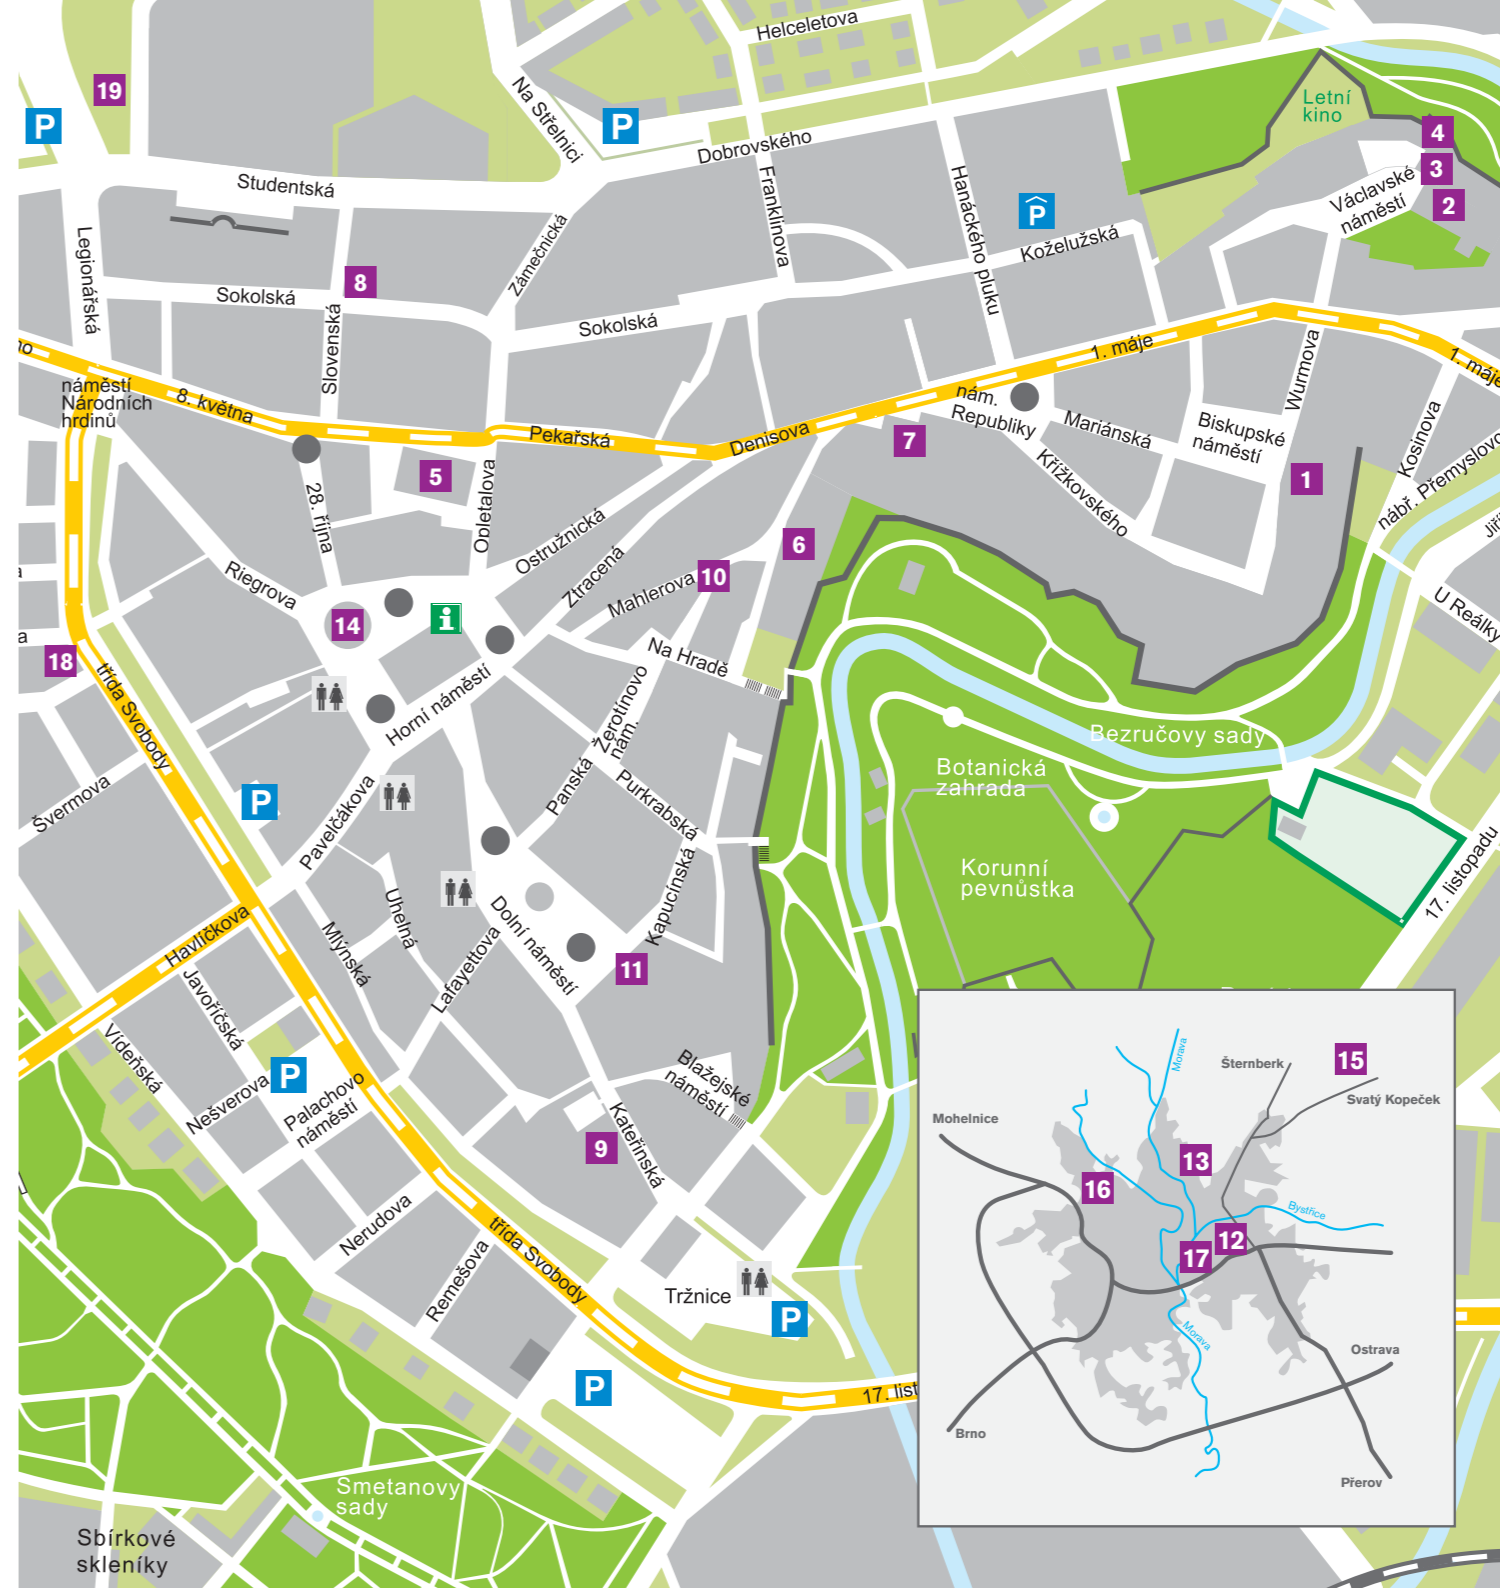 Helceletova
19
P
Na Střelnici
P
Dobrovského
Letní
kino
4
3
2
Václavské
náměstí
Studentská
Franklinova
Hanáckého pluku
P
Koželužská
Legionářská
Zámečnická
8
Sokolská
Sokolská
Slovenská
1. máje
1. máje
Wurmova
náměstí
Národních
hrdinů
8. května
Pekařská
Denisova
nám.
Republiky
7
Mariánská
Biskupské
náměstí
Kosinova
nábř. Přemyslovců
5
Opletalova
28. října
Křížkovského
1
Ostružnická
6
Ztracená
Mahlerova
10
Riegrova
14
i
U Reálky
18
třída Svobody
Na Hradě
Horní náměstí
Žerotínovo
nám.
Bezručovy sady
Botanická
zahrada
Švermova
P
Pavelčákova
Panská
Purkrabská
Korunní
pevnůstka
17. listopadu
Kapucínská
Uhelná
Mlýnská
Lafayettova
Dolní náměstí
11
Havlíčkova
Javoříčská
Vídeňská
P
Nešverova
Palachovo
náměstí
Blažejské
náměstí
9
Kateřinská
Nerudova
Remešova
třída Svobody
Tržnice
P
P
17. list
Smetanovy
sady
Sbírkové
skleníky
Morava
Šternberk
15
Svatý Kopeček
Mohelnice
13
16
Bystřice
12
17
Morava
Ostrava
Brno
Přerov